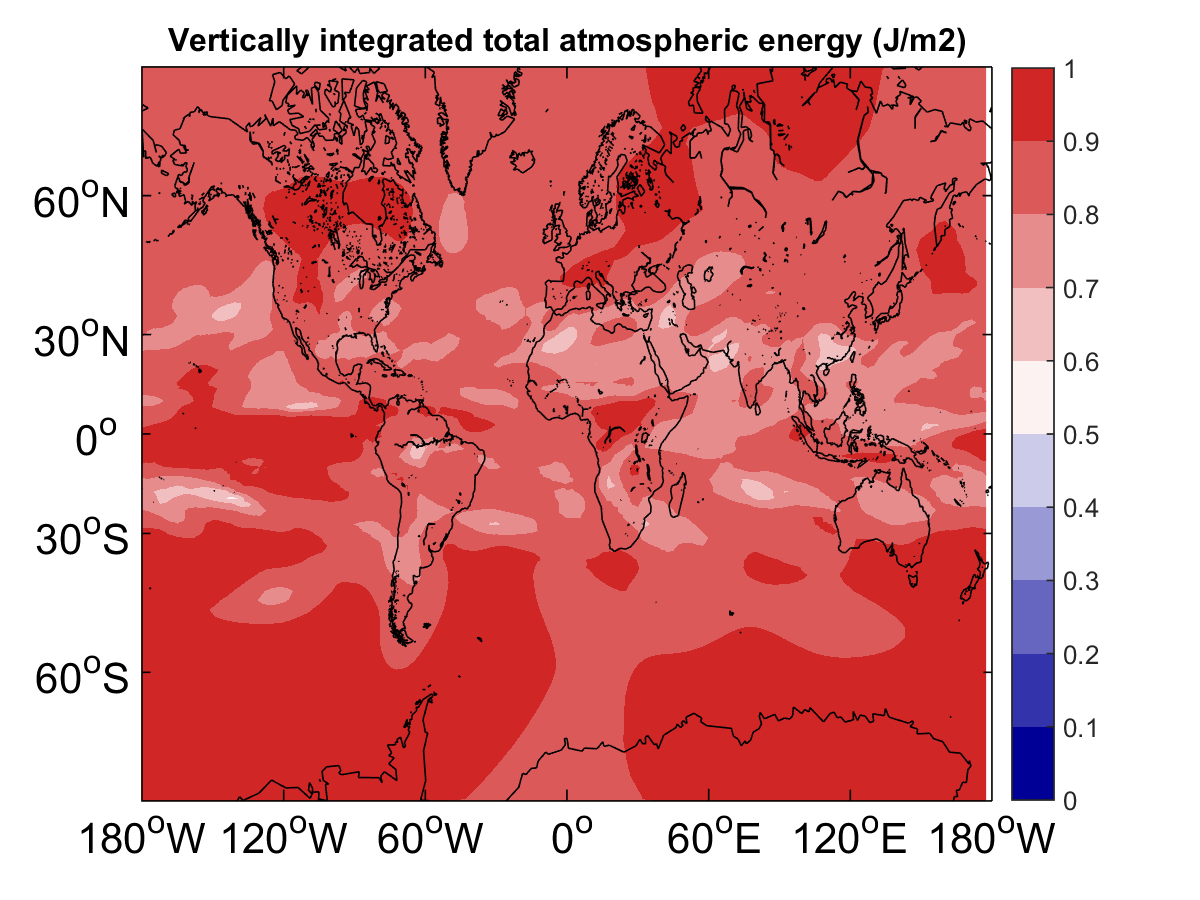 Vertically integrated total atmospheric energy (J/m2)
60°N
30°N
0°
30°S
60°S
180°W 120°W 60°W 0° 60°E 120°E 180°W
1
0.9
0.8
0.7
0.6
0.5
0.4
0.3
0.2
0.1
0